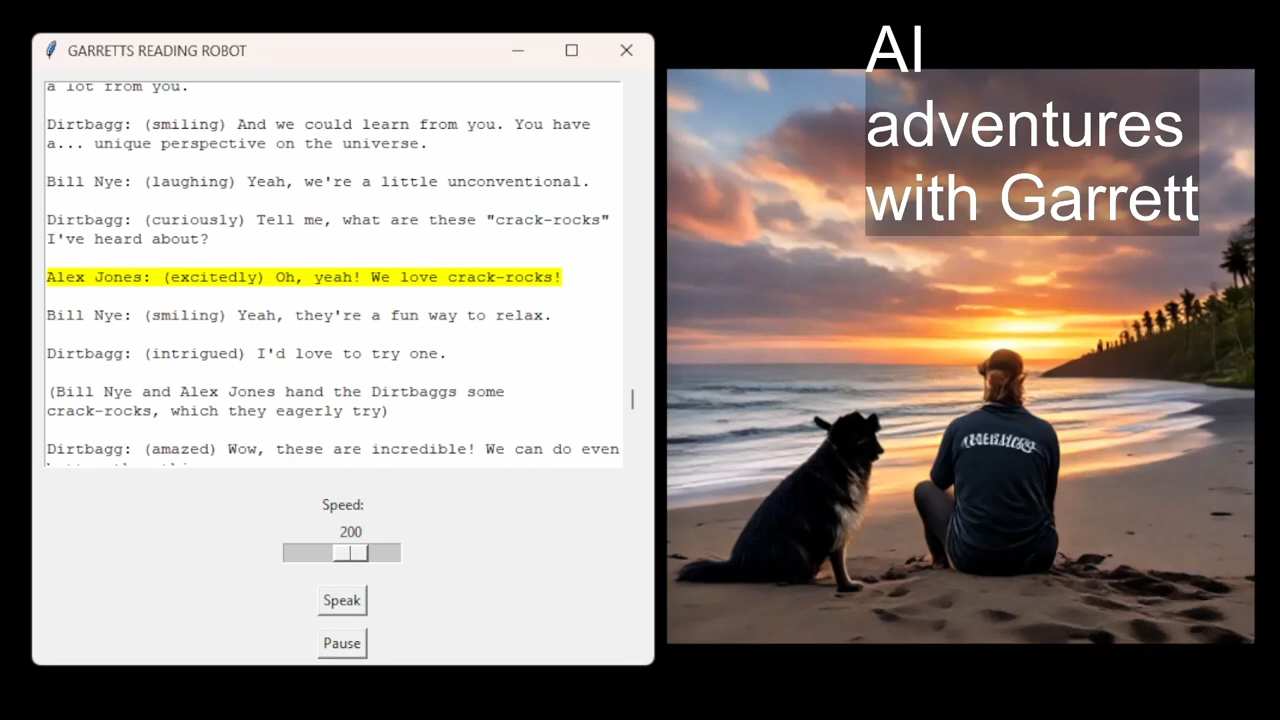 GARRETTS READING ROBOT
a lot from you.
Dirtbagg: (smiling) And we could learn from you. You have
a... unique perspective on the universe.
Bill Nye: (laughing) Yeah, we're a little unconventional.
Dirtbagg: (curiously) Tell me, what are these "crack-rocks"
I've heard about?
Alex Jones: (excitedly) Oh, yeah! We love crack-rocks!
Bill Nye: (smiling) Yeah, they're a fun way to relax.
Dirtbagg: (intrigued) I'd love to try one.
(Bill Nye and Alex Jones hand the Dirtbaggs some
crack-rocks, which they eagerly try)
Dirtbagg: (amazed) Wow, these are incredible! We can do even
Speed:
200
Speak
Pause
AI
adventures
with Garrett